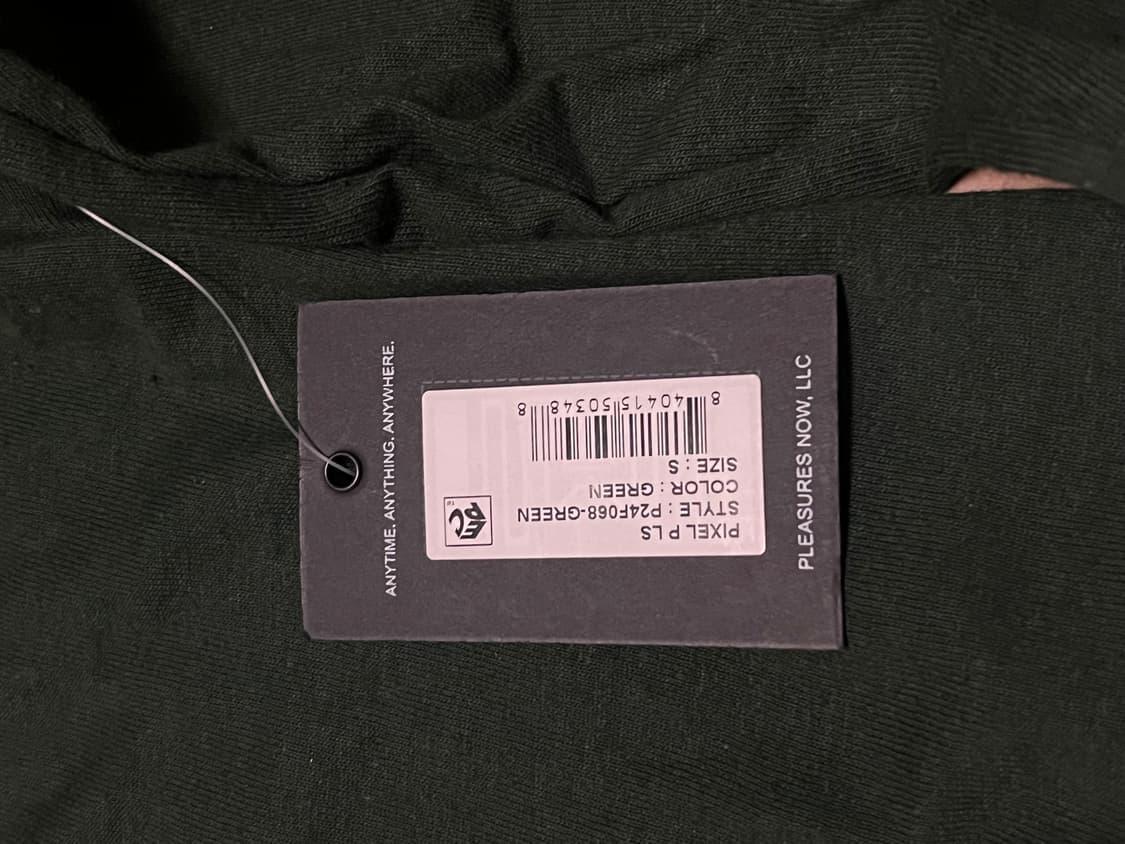 ANYTIME. ANYTHING. ANYWHERE.
PIXEL P LS
STYLE : P24F068-GREEN
COLOR : GREEN
SIZE : S
8 40415 50348 8
PLEASURES NOW, LLC